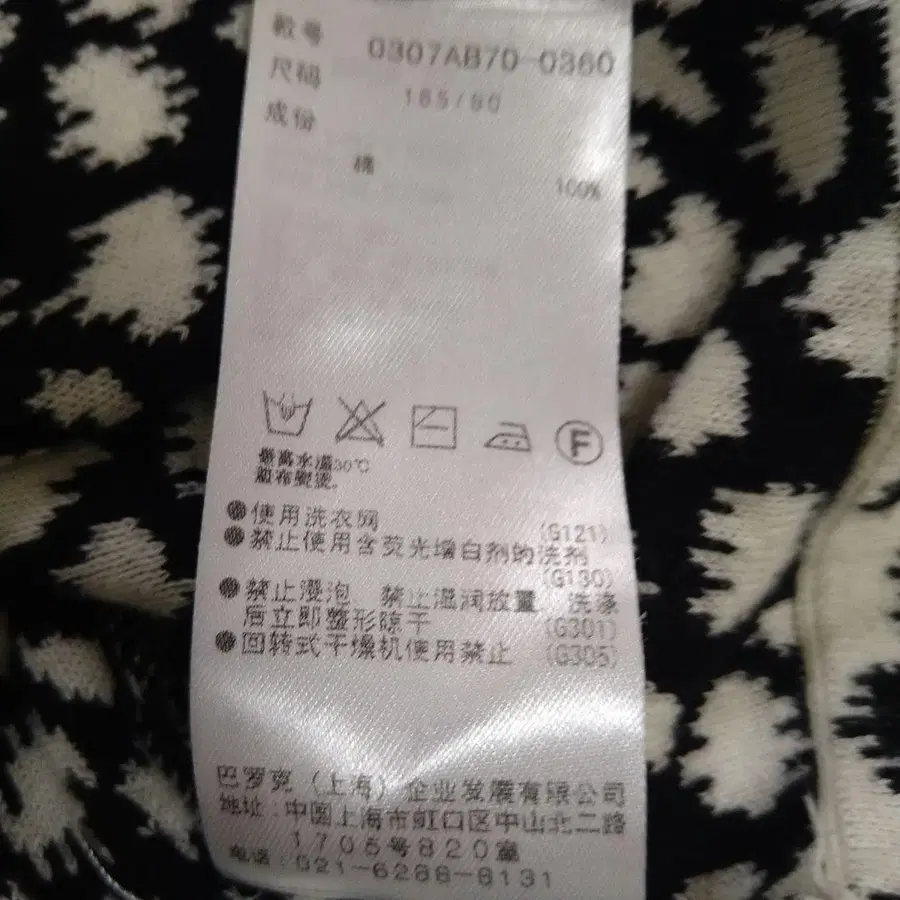 款号 0307AB70-0360
尺码 165/80
成份
棉 100%
F
最高水温30℃
加布熨烫。
使用洗衣网 (G121)
禁止使用含荧光增白剂的洗剂
(G130)
禁止浸泡、禁止湿润放置 洗涤
后立即整形晾干 (G301)
回转式干燥机使用禁止 (G305)
巴罗克（上海）企业发展有限公司
地址:中国上海市虹口区中山北二路
1705号820室
电话:021-6288-8131